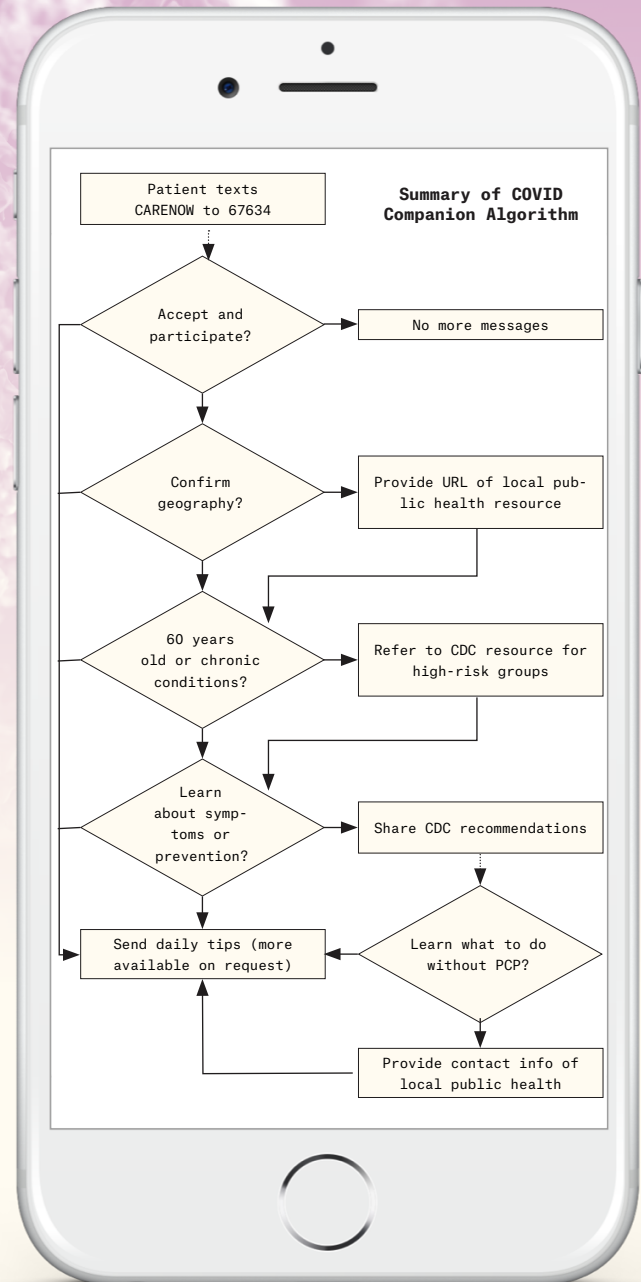 Patient texts
CARENOW to 67634
Summary of COVID
Companion Algorithm
Accept and
participate?
No more messages
Confirm
geography?
Provide URL of local pub-
lic health resource
60 years
old or chronic
conditions?
Refer to CDC resource for
high-risk groups
Learn
about symp-
toms or
prevention?
Share CDC recommendations
Send daily tips (more
available on request)
Learn what to do
without PCP?
Provide contact info of
local public health